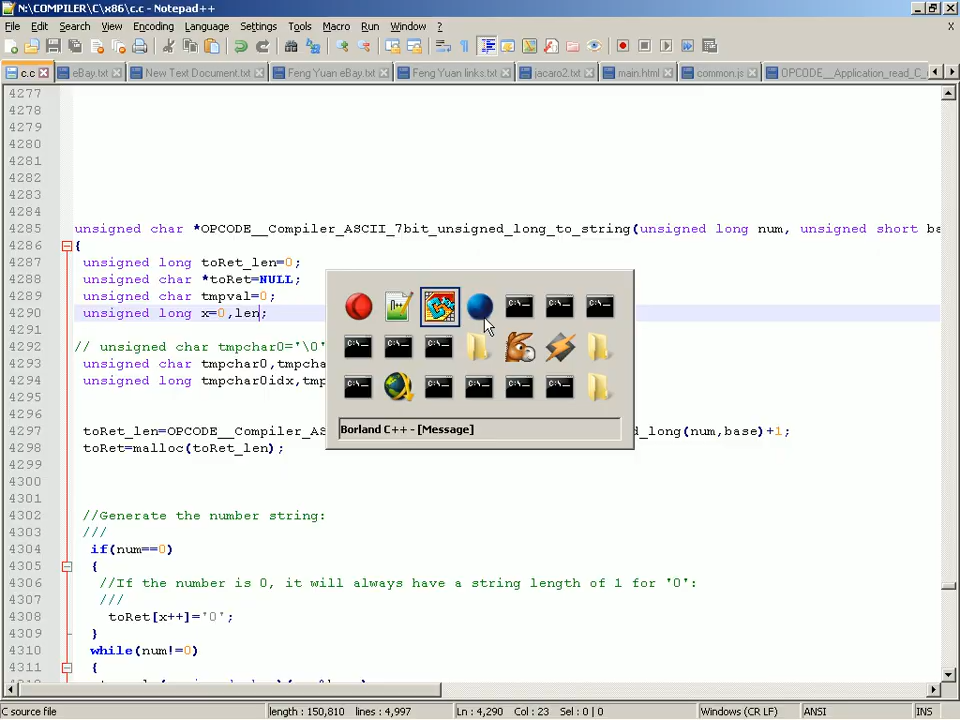 N:\COMPILER\C\x86\c.c - Notepad++
File Edit Search View Encoding Language Settings Tools Macro Run Window ? X
c.c eBay.txt New Text Document.txt Feng Yuan eBay.txt Feng Yuan links.txt jacaro2.txt main.html common.js OPCODE__Application_read_C_
4277
4278
4279
4280
4281
4282
4283
4284
4285 unsigned char *OPCODE__Compiler_ASCII_7bit_unsigned_long_to_string(unsigned long num, unsigned short ba
4286 {
4287 unsigned long toRet_len=0;
4288 unsigned char *toRet=NULL;
4289 unsigned char tmpval=0;
4290 unsigned long x=0,len;
4291
4292 // unsigned char tmpchar0='\0'
4293 unsigned char tmpchar0,tmpcha
4294 unsigned long tmpchar0idx,tmp
4295
4296
4297 toRet_len=OPCODE__Compiler_AS d_long(num,base)+1;
4298 toRet=malloc(toRet_len);
4299
4300
4301
4302 //Generate the number string:
4303 ///
4304 if(num==0)
4305 {
4306 //If the number is 0, it will always have a string length of 1 for '0':
4307 ///
4308 toRet[x++]='0';
4309 }
4310 while(num!=0)
4311 {
Borland C++ - [Message]
C source file length : 150,810 lines : 4,997 Ln : 4,290 Col : 23 Sel : 0 | 0 Windows (CR LF) ANSI INS